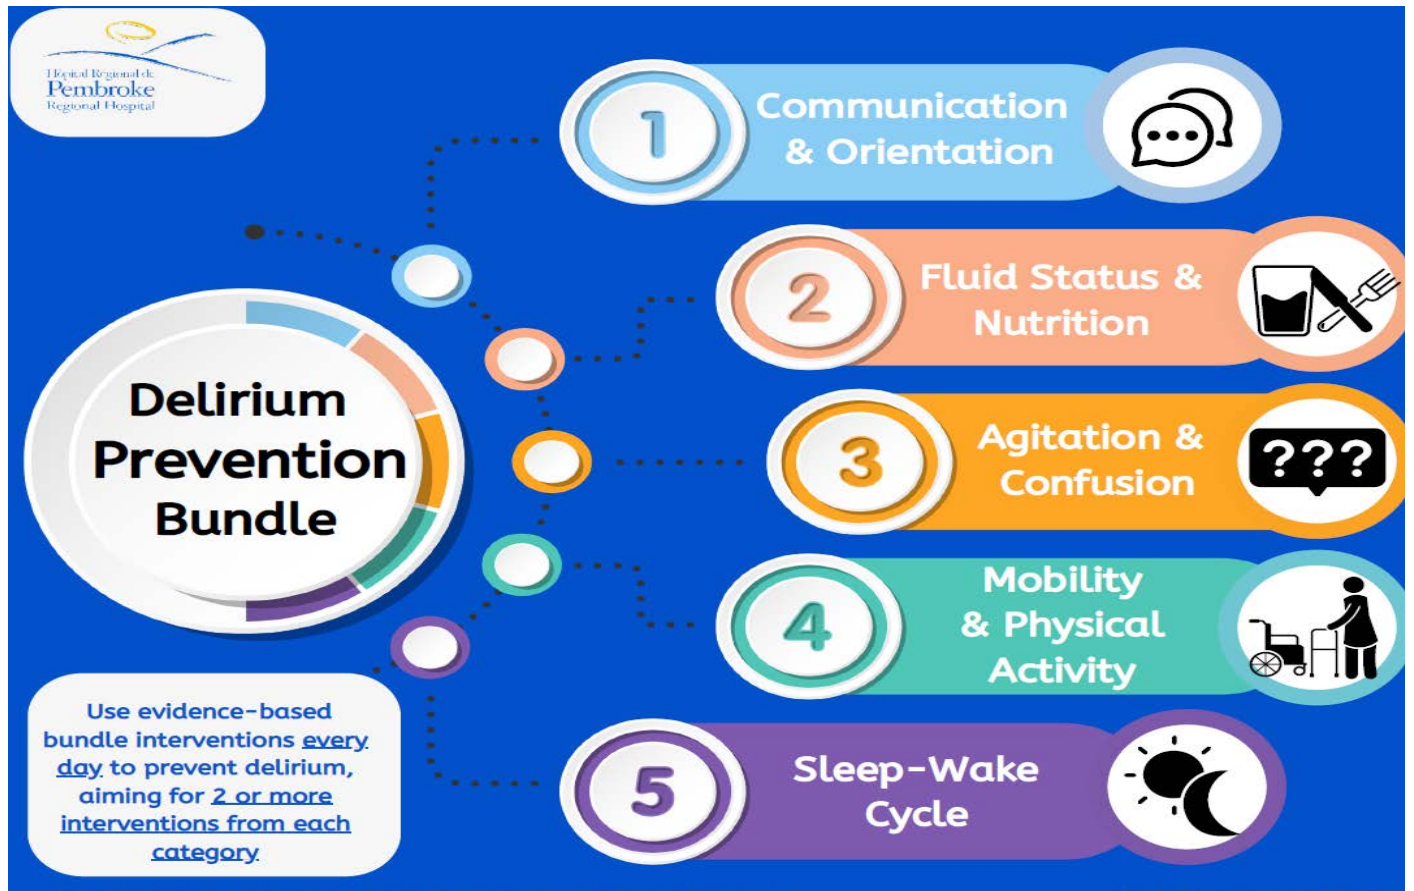 Hôpital Régional de
Pembroke
Regional Hospital
1
Communication
& Orientation
2
Fluid Status &
Nutrition
3
Agitation &
Confusion
???
4
Mobility
& Physical
Activity
5
Sleep-Wake
Cycle
Delirium
Prevention
Bundle
Use evidence-based
bundle interventions every
day to prevent delirium,
aiming for 2 or more
interventions from each
category